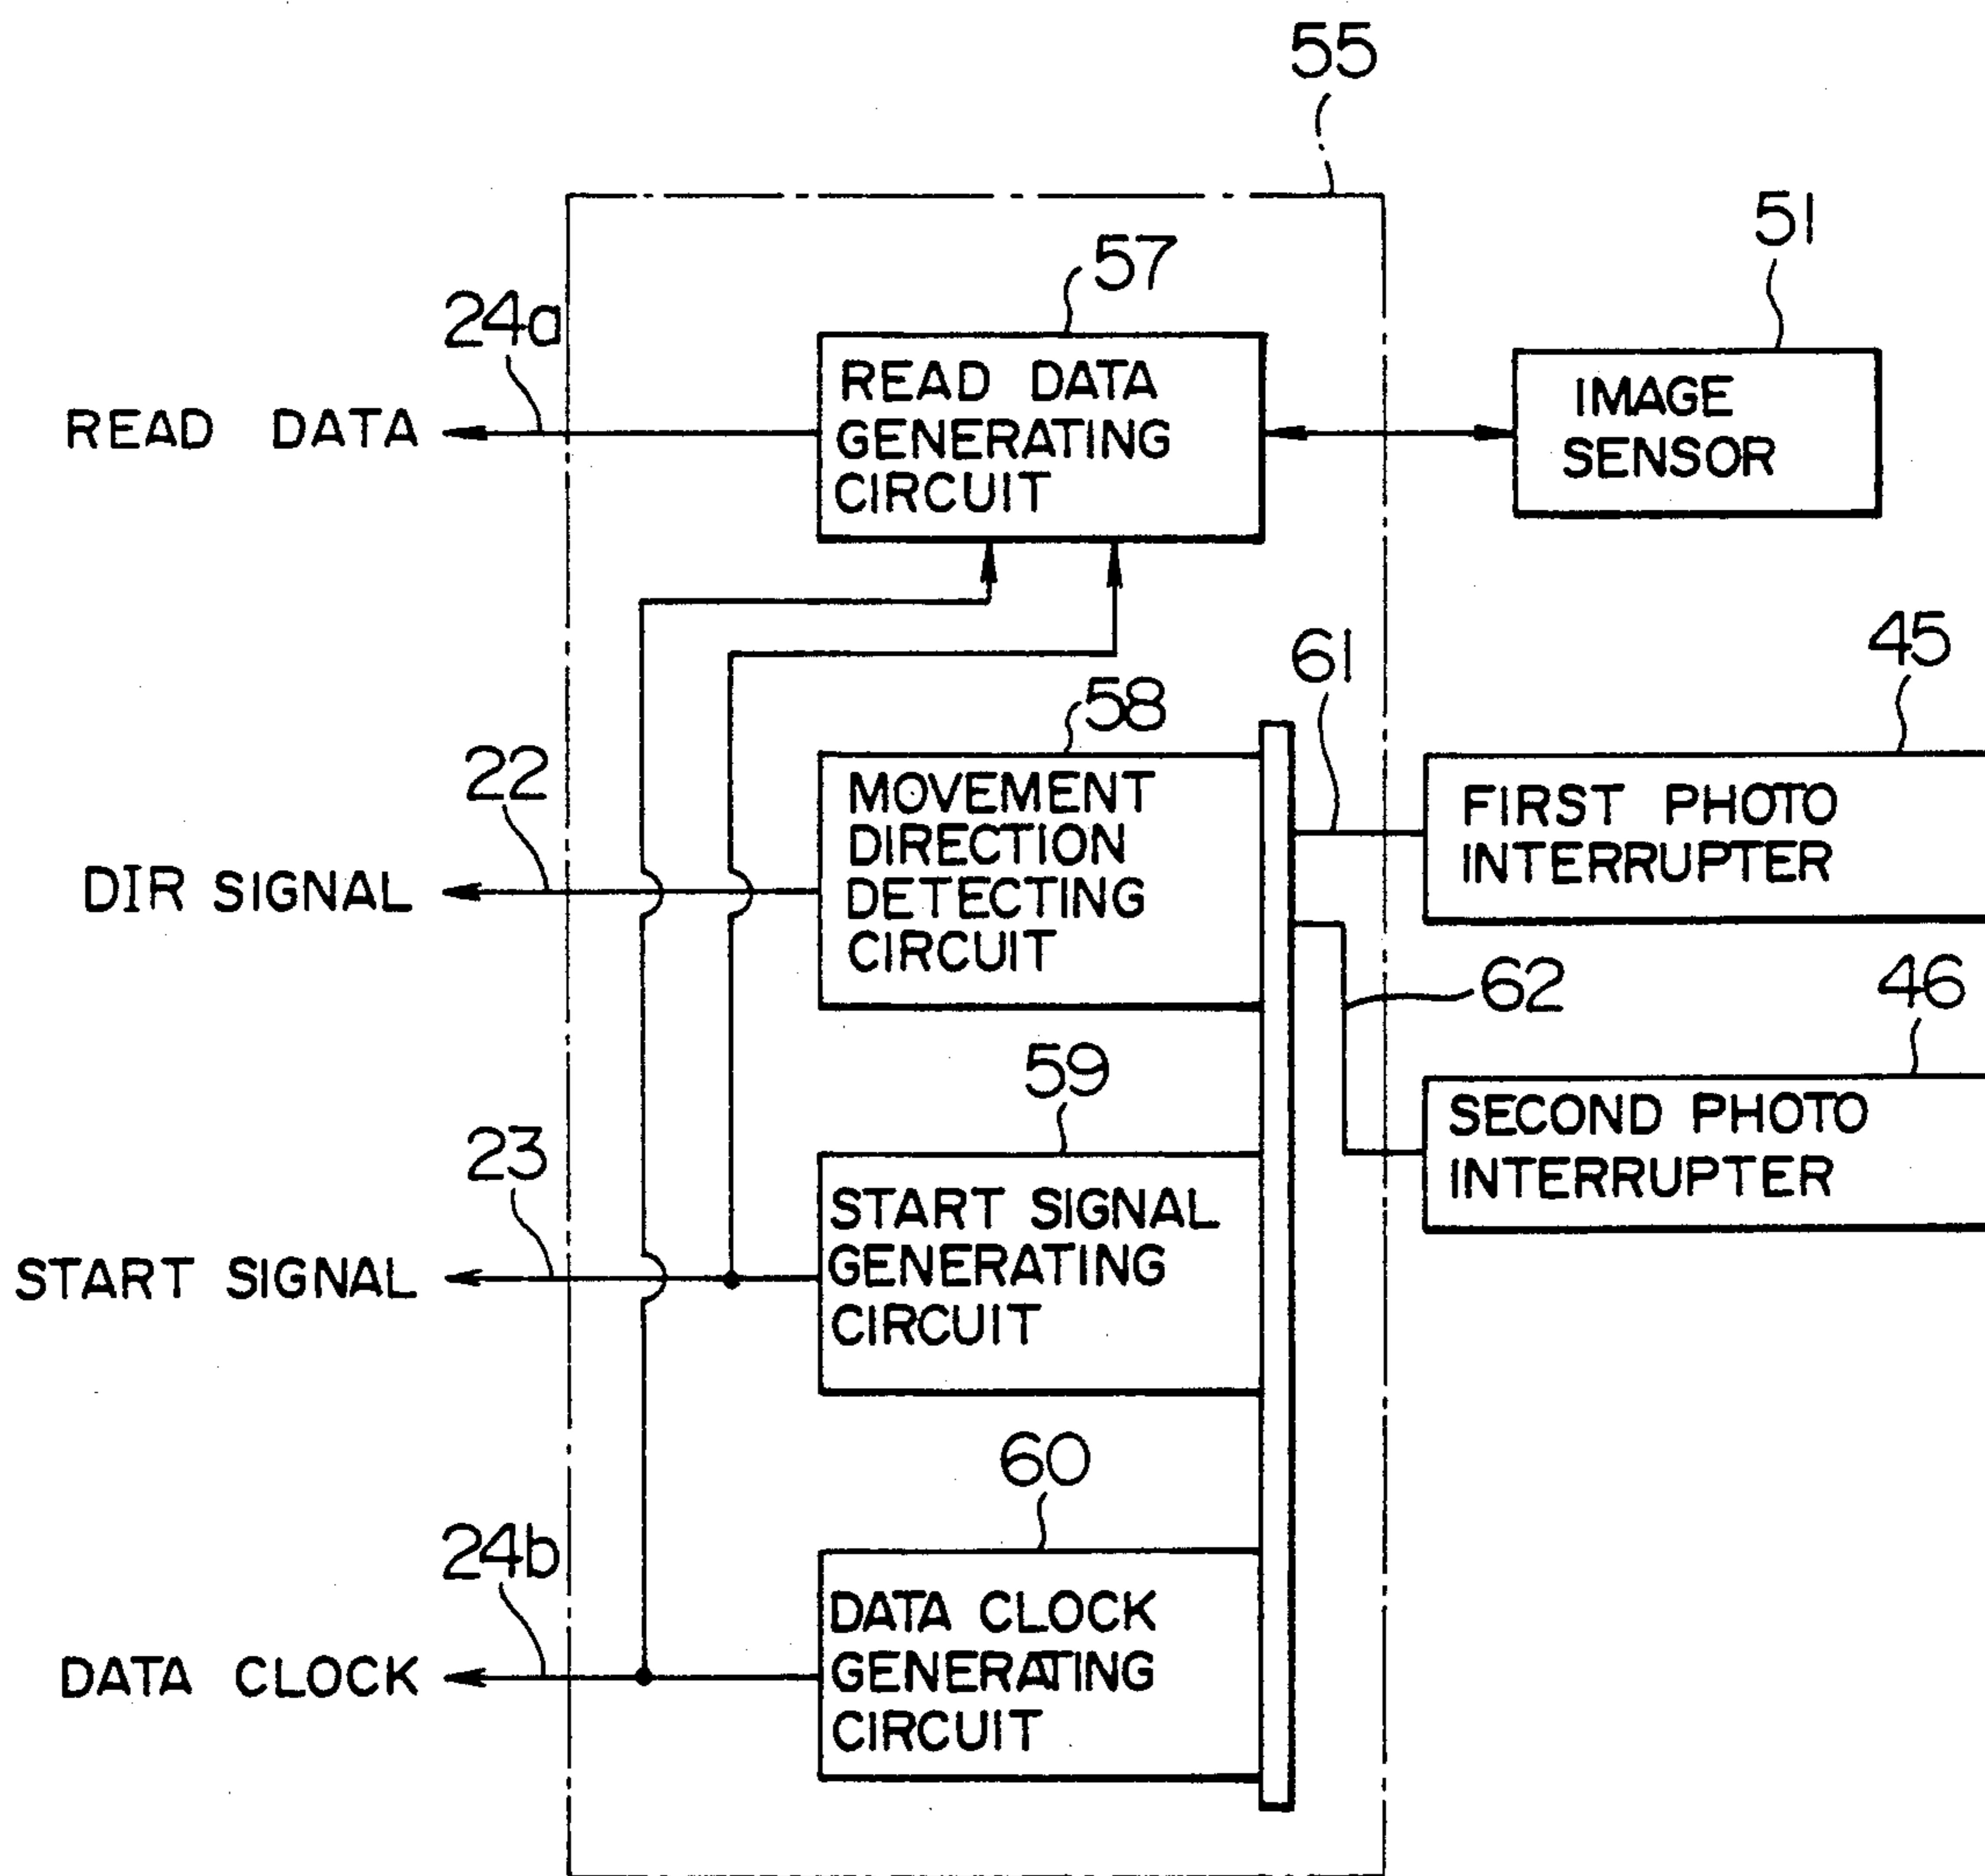 55
51
57
24a
READ DATA
GENERATING
CIRCUIT
IMAGE
SENSOR
READ DATA
61
45
58
22
MOVEMENT
DIRECTION
DETECTING
CIRCUIT
FIRST PHOTO
INTERRUPTER
DIR SIGNAL
62
46
59
23
SECOND PHOTO
INTERRUPTER
START SIGNAL
GENERATING
CIRCUIT
START SIGNAL
60
24b
DATA CLOCK
GENERATING
CIRCUIT
DATA CLOCK